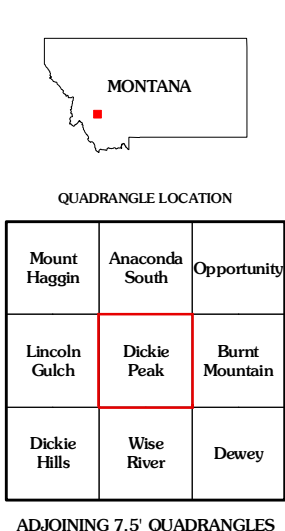 MONTANA
QUADRANGLE LOCATION
Mount
Haggin
Anaconda
South
Opportunity
Lincoln
Gulch
Dickie
Peak
Burnt
Mountain
Dickie
Hills
Wise
River
Dewey
ADJOINING 7.5' QUADRANGLES